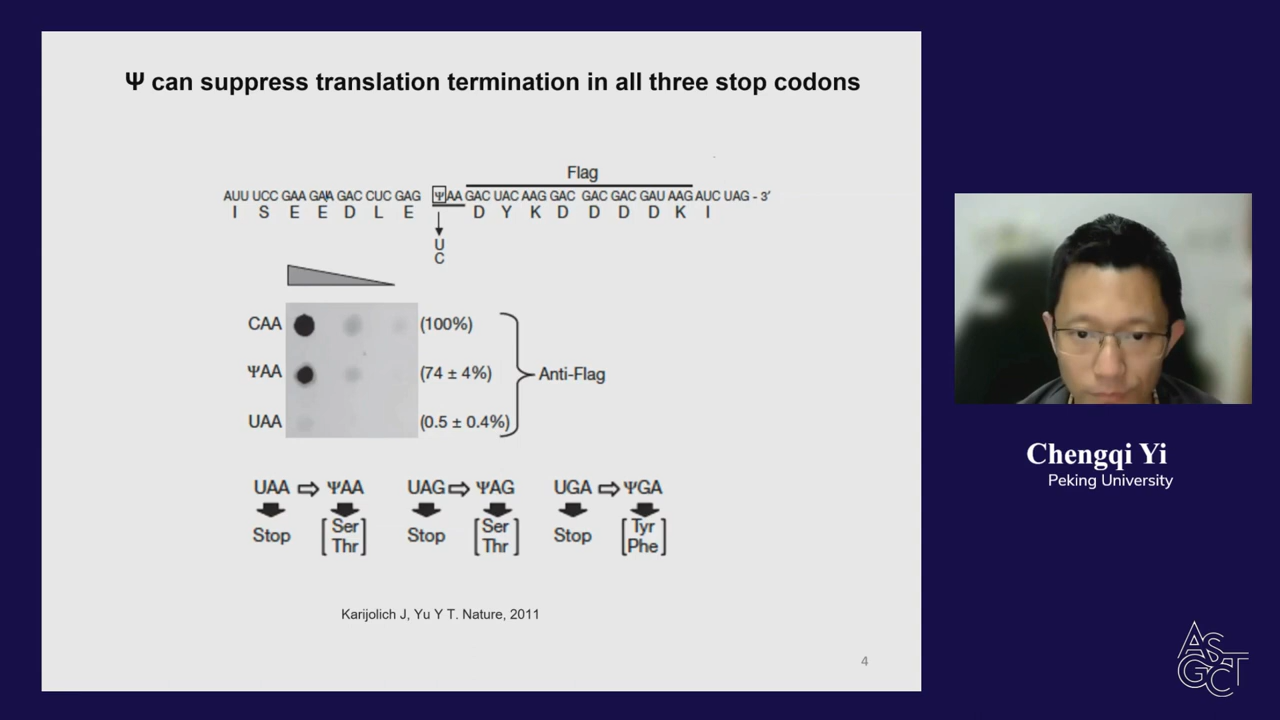 Ψ can suppress translation termination in all three stop codons
Flag
AUU UCC GAA GAA GAC CUC GAG ΨAA GAC UAC AAG GAC GAC GAC GAU AAG AUC UAG - 3′
I S E E D L E D Y K D D D D K I
U
C
CAA (100%)
ΨAA (74 ± 4%) Anti-Flag
UAA (0.5 ± 0.4%)
UAA ⇨ ΨAA UAG ⇨ ΨAG UGA ⇨ ΨGA
Stop [Ser Thr] Stop [Ser Thr] Stop [Tyr Phe]
Karijolich J, Yu Y T. Nature, 2011
4
Chengqi Yi
Peking University
ASGCT